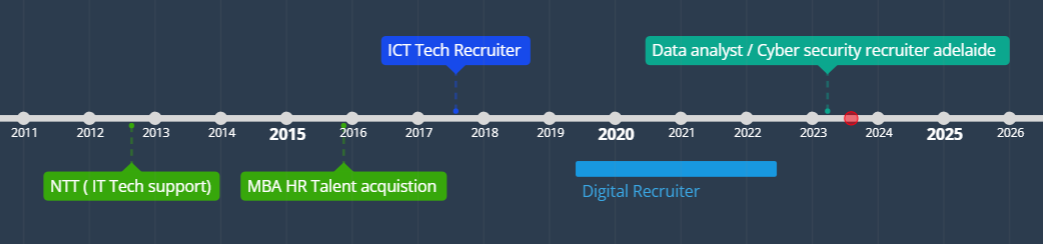 ICT Tech Recruiter
Data analyst / Cyber security recruiter adelaide
2011 2012 2013 2014 2015 2016 2017 2018 2019 2020 2021 2022 2023 2024 2025 2026
NTT ( IT Tech support)
MBA HR Talent acquistion
Digital Recruiter